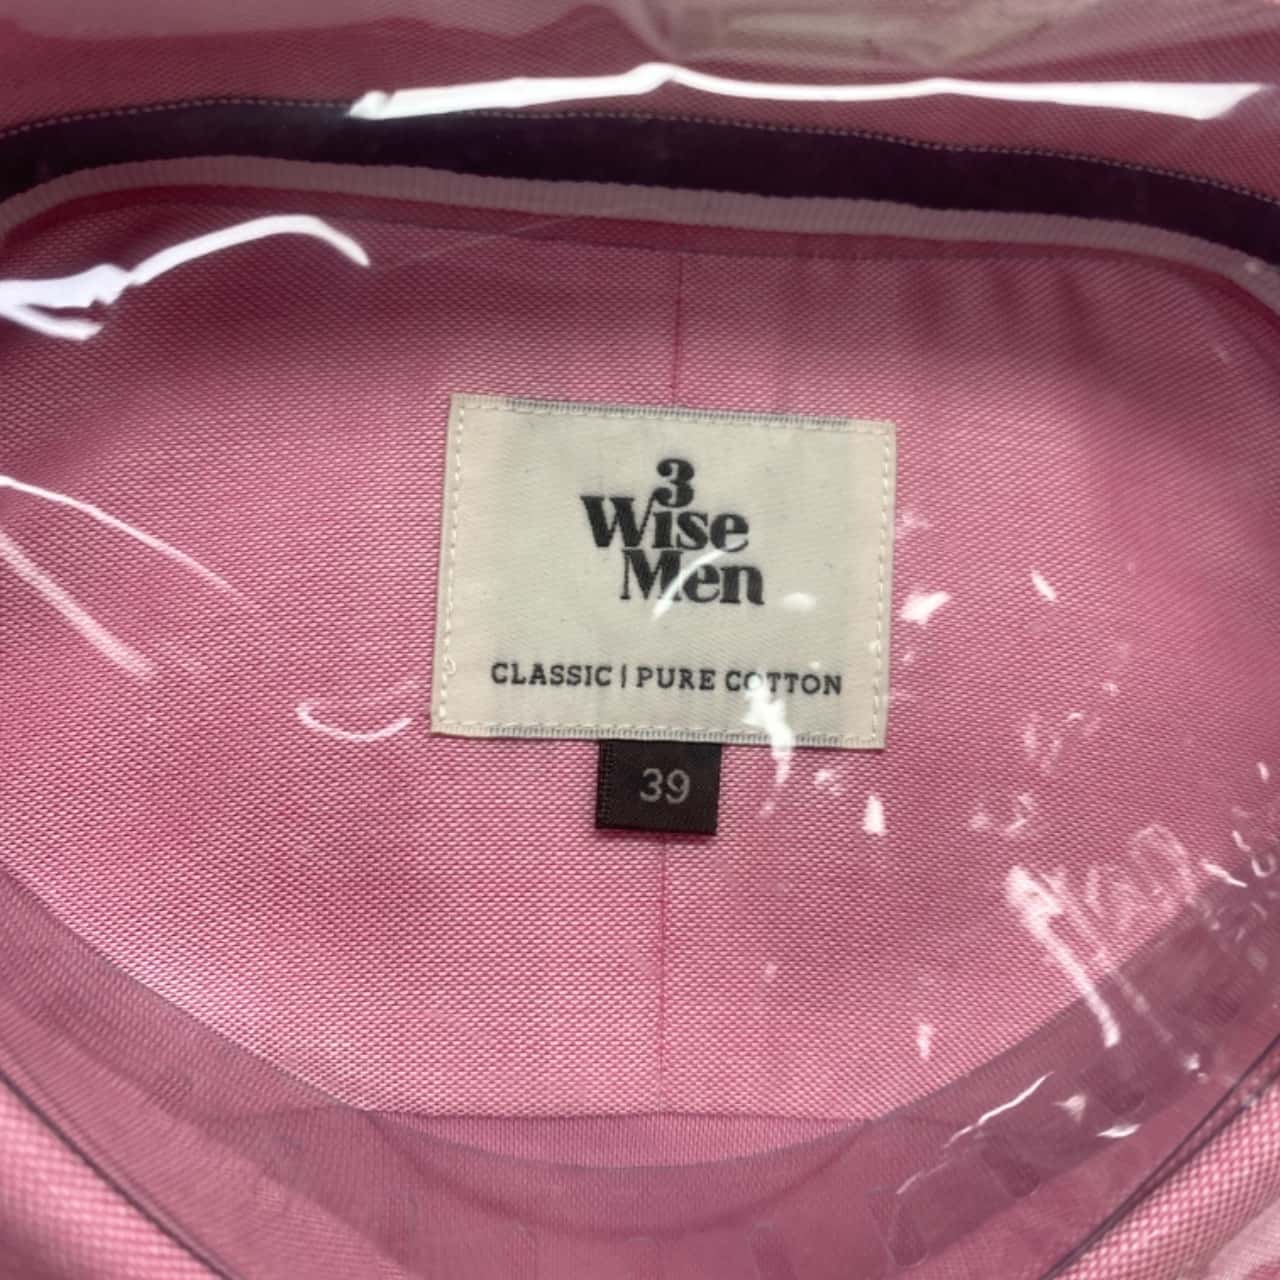 3
Wise
Men
CLASSIC | PURE COTTON
39